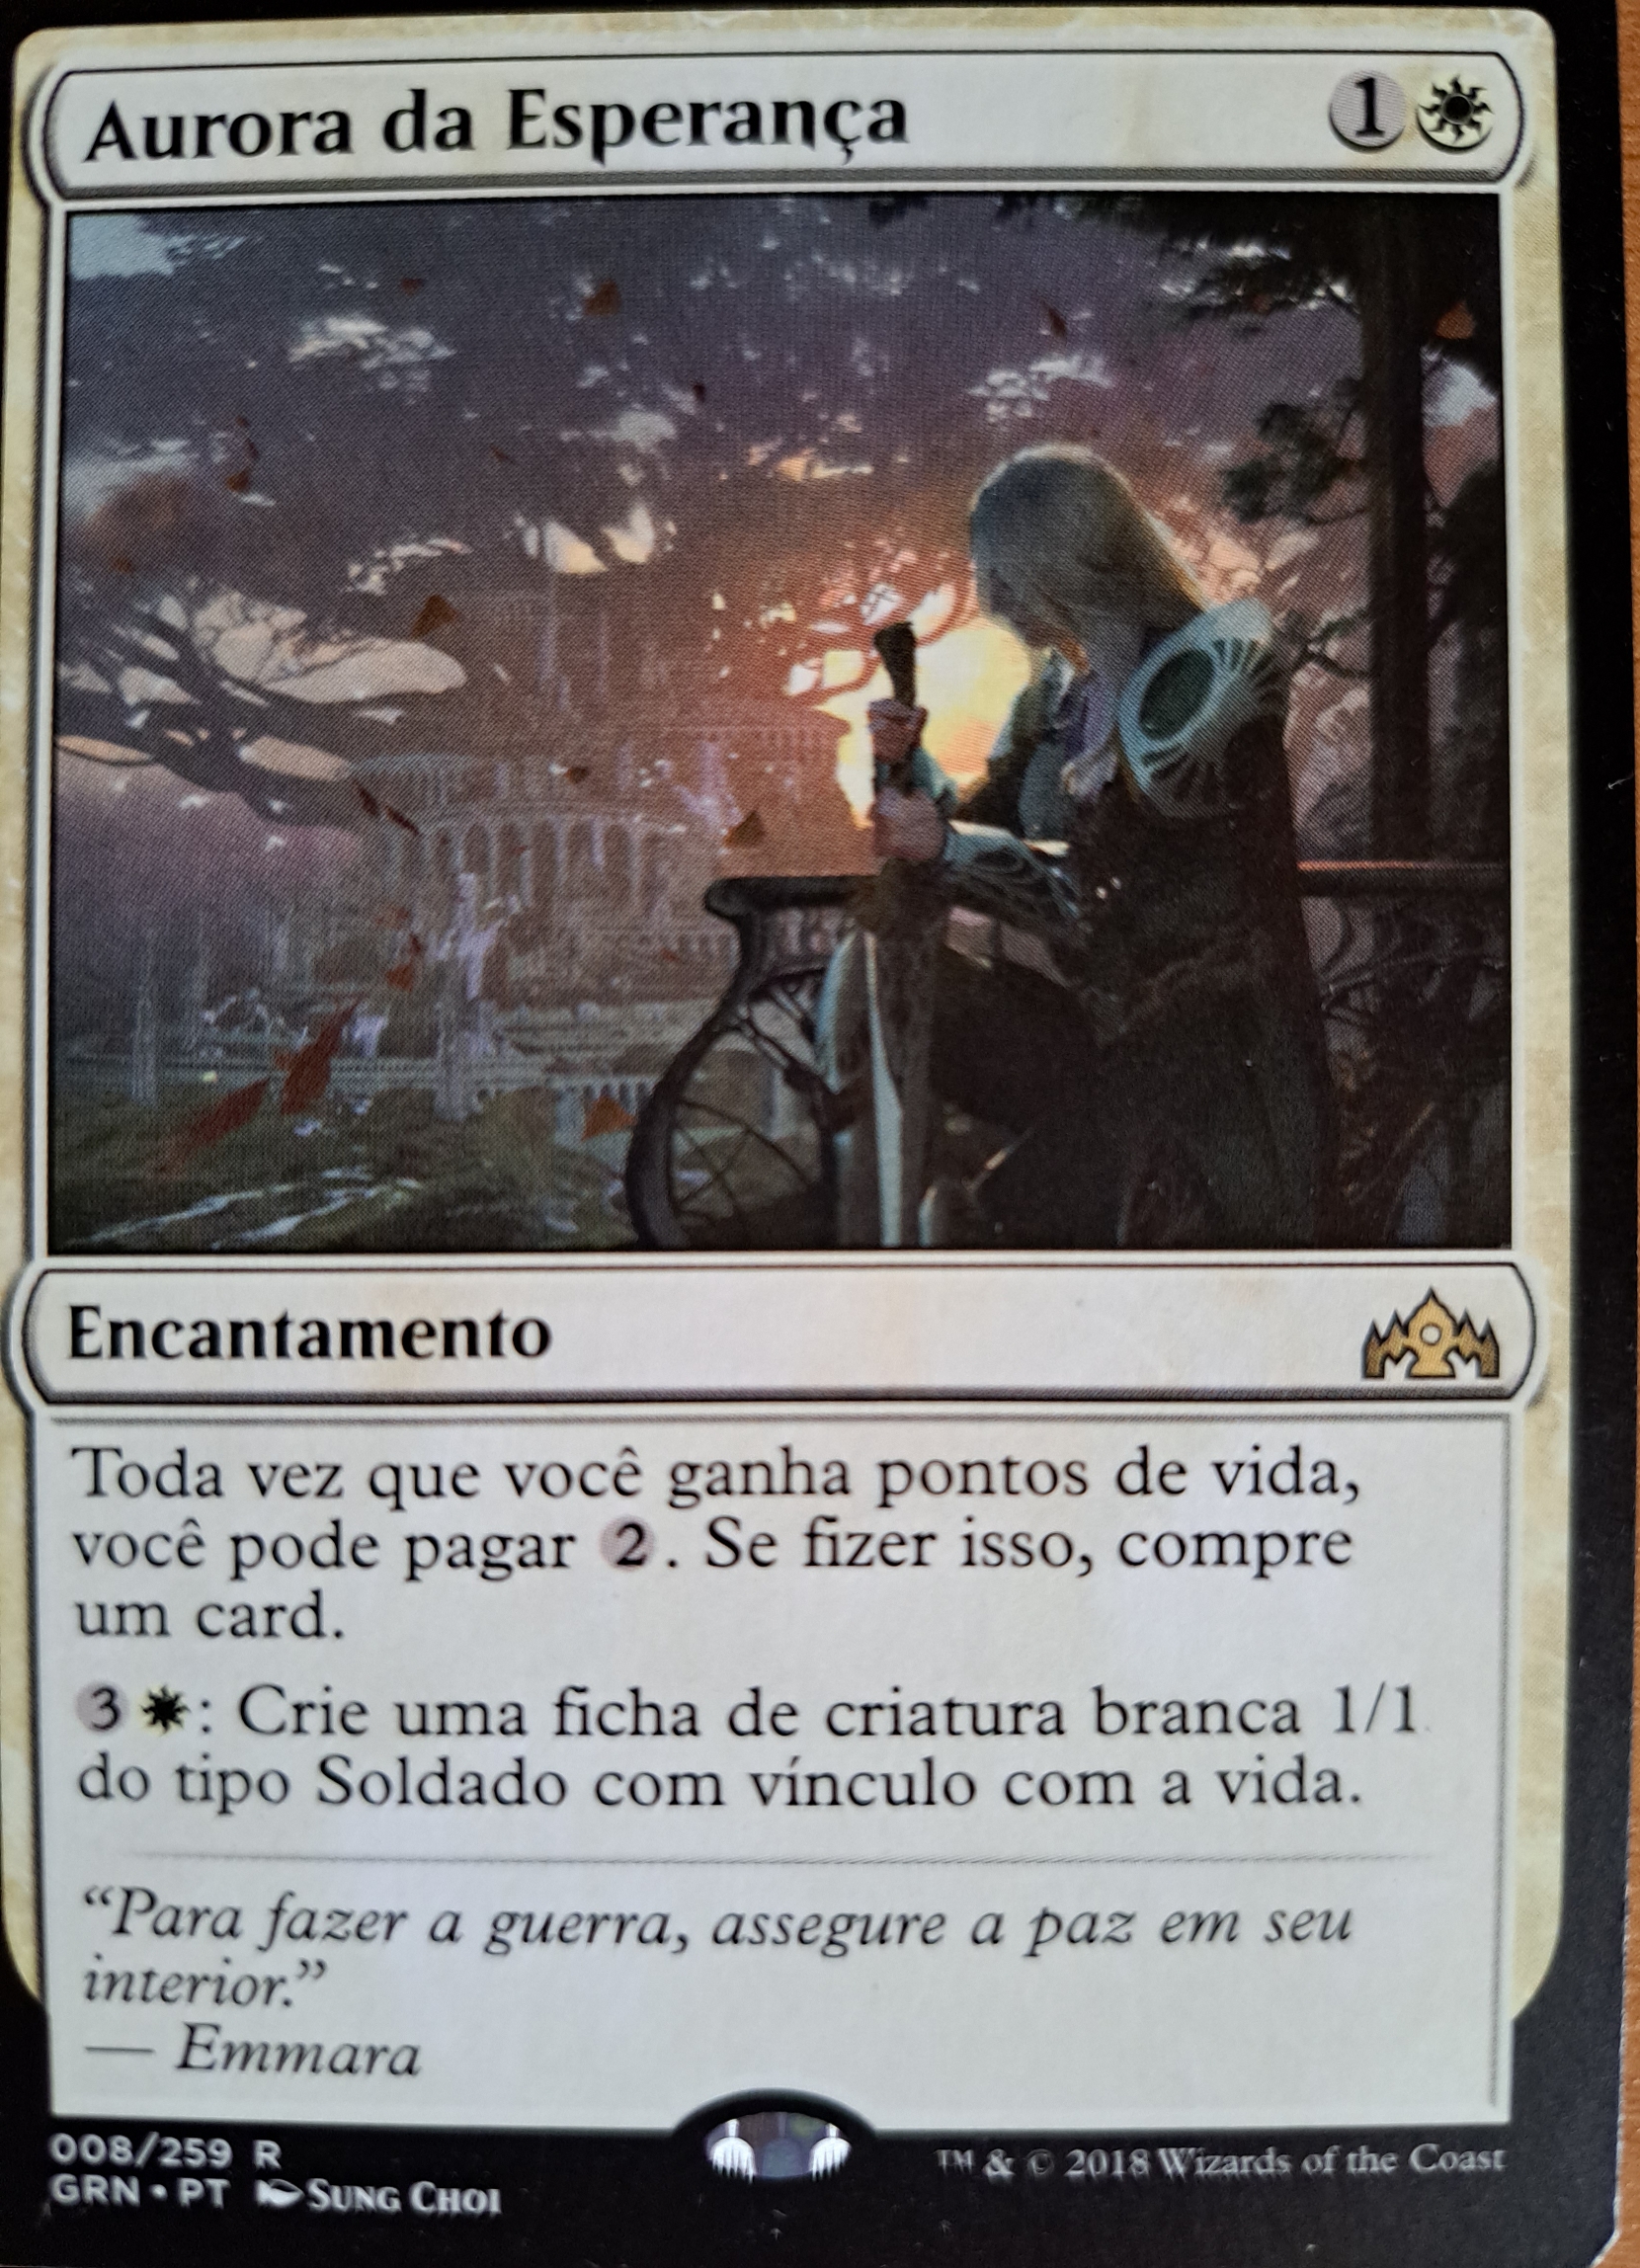 Aurora da Esperança 1
Encantamento
Toda vez que você ganha pontos de vida,
você pode pagar 2. Se fizer isso, compre
um card.
3: Crie uma ficha de criatura branca 1/1
do tipo Soldado com vínculo com a vida.
“Para fazer a guerra, assegure a paz em seu
interior.”
— Emmara
008/259 R
GRN • PT Sung Choi
™ & © 2018 Wizards of the Coast